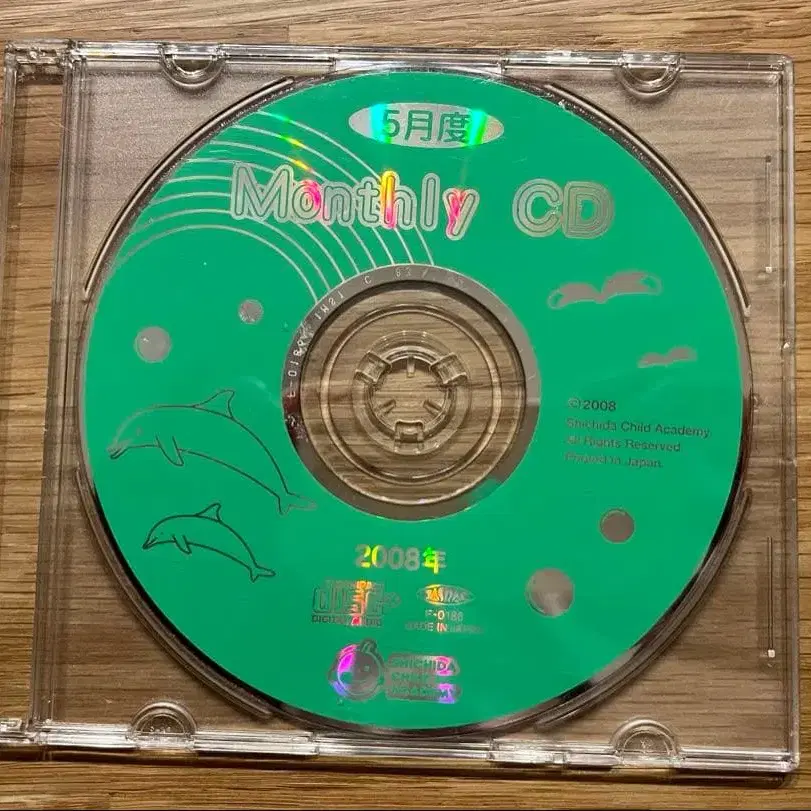 5月度
Monthly CD
©2008
Shichida Child Academy
All Rights Reserved
Printed in Japan
2008年
DIGITAL AUDIO
MADE IN JAPAN
SHICHIDA
CHILD
ACADEMY